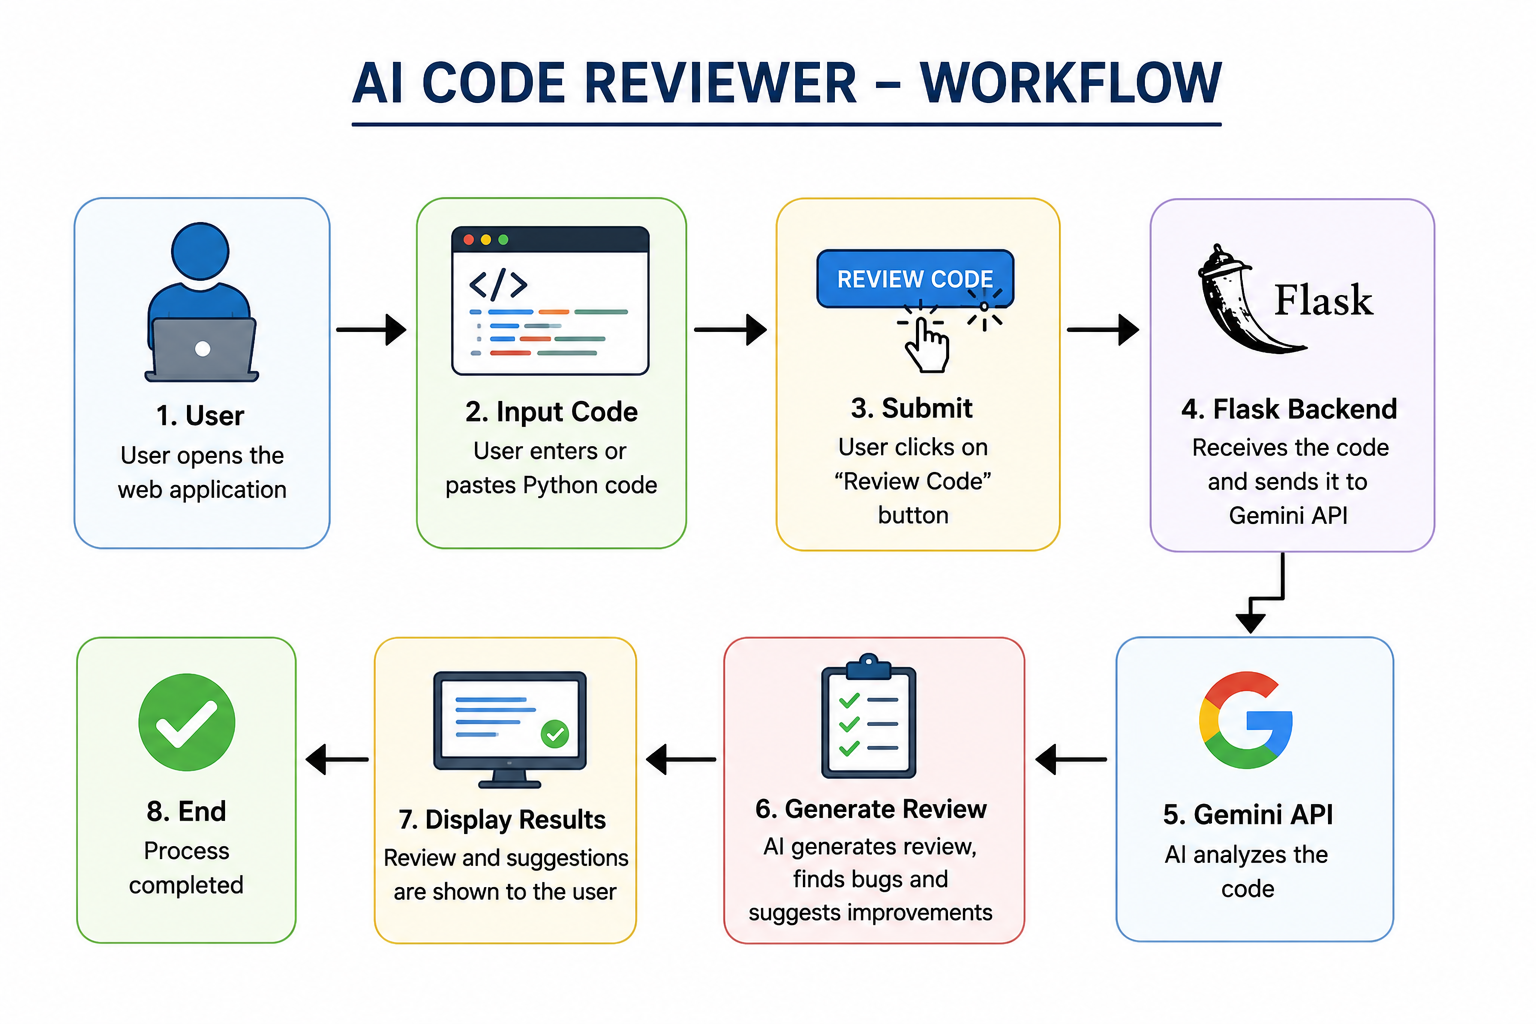 AI CODE REVIEWER – WORKFLOW
1. User
User opens the
web application
</>
2. Input Code
User enters or
pastes Python code
REVIEW CODE
3. Submit
User clicks on
“Review Code”
button
Flask
4. Flask Backend
Receives the code
and sends it to
Gemini API
8. End
Process
completed
7. Display Results
Review and suggestions
are shown to the user
6. Generate Review
AI generates review,
finds bugs and
suggests improvements
G
5. Gemini API
AI analyzes the
code